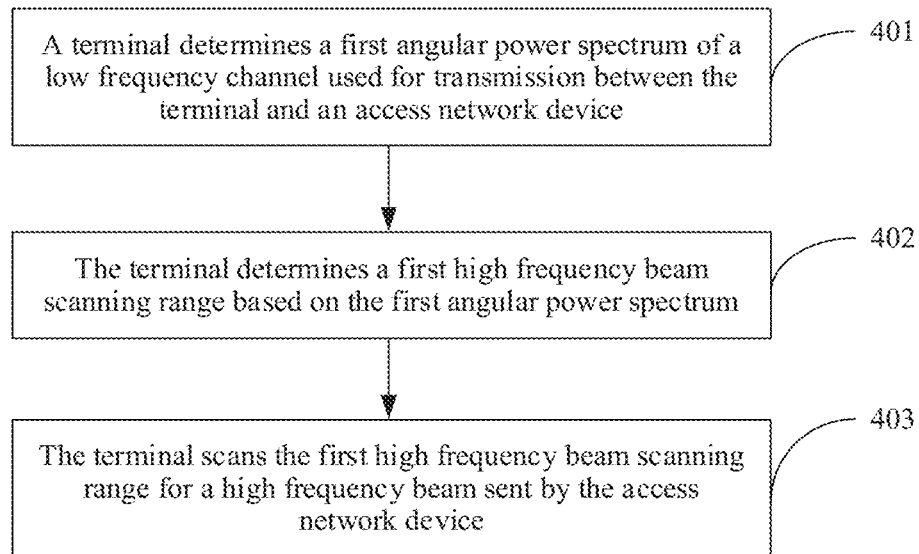 A terminal determines a first angular power spectrum of a
low frequency channel used for transmission between the
terminal and an access network device
401
The terminal determines a first high frequency beam
scanning range based on the first angular power spectrum
402
The terminal scans the first high frequency beam scanning
range for a high frequency beam sent by the access
network device
403